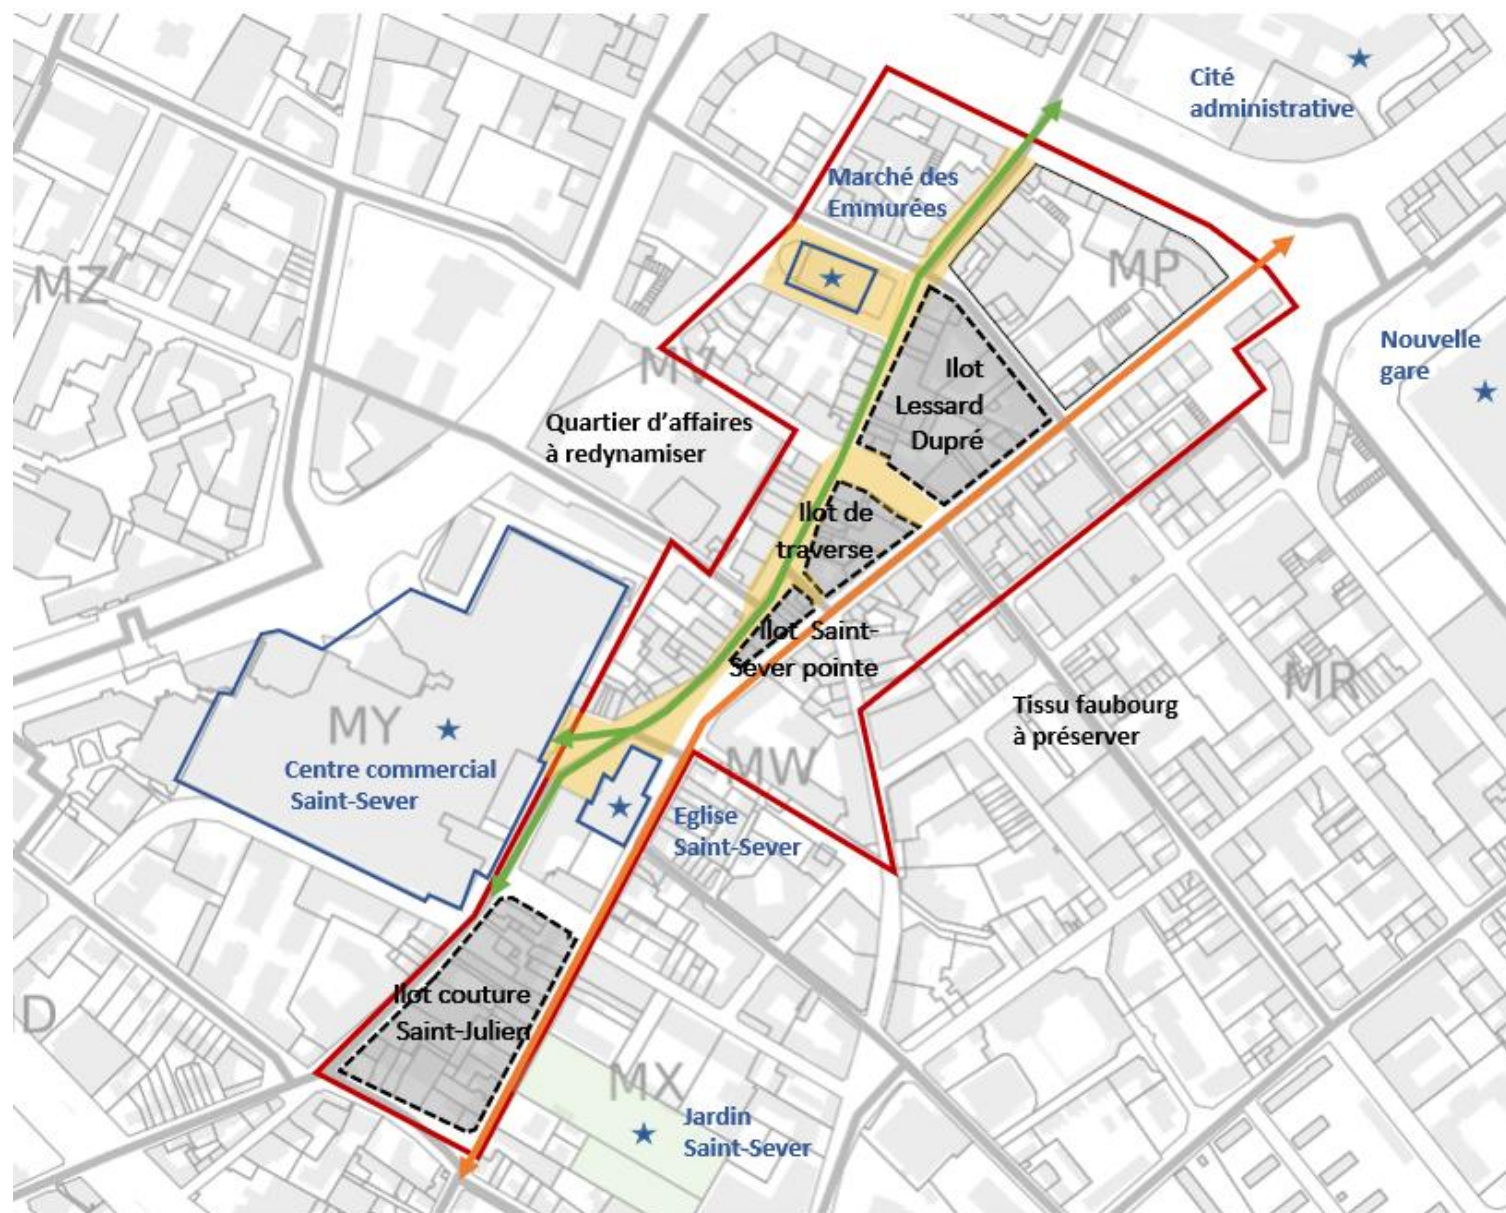 Cité
administrative
Marché des
Emmurées
MP
MZ
Nouvelle
gare
MV
Ilot
Lessard
Dupré
Quartier d’affaires
à redynamiser
Ilot de
traverse
Ilot Saint-
Sever pointe
MR
Tissu faubourg
à préserver
MY
MW
Centre commercial
Saint-Sever
Eglise
Saint-Sever
D
Ilot couture
Saint-Julien
MX
Jardin
Saint-Sever